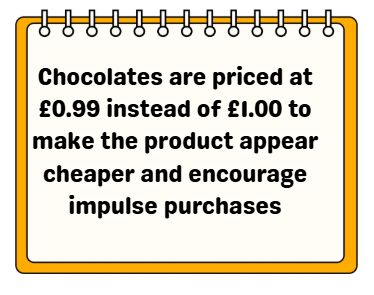 Chocolates are priced at
£0.99 instead of £1.00 to
make the product appear
cheaper and encourage
impulse purchases